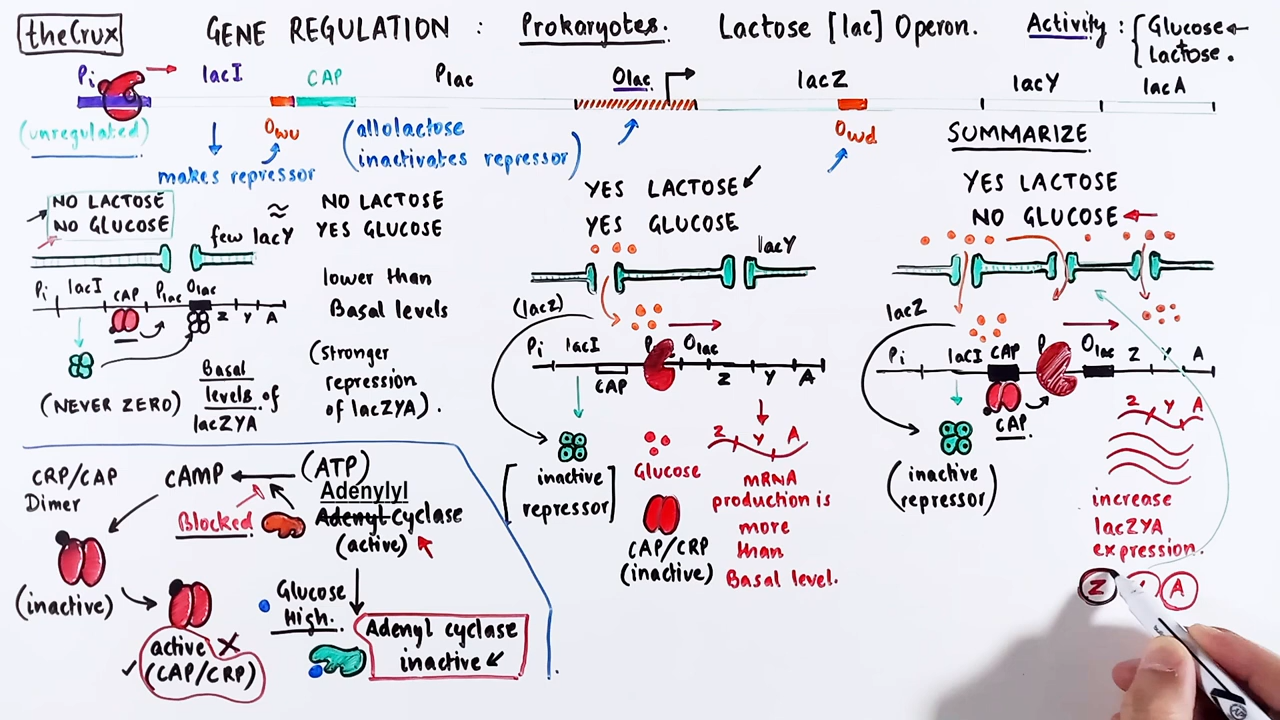 theCrux
GENE REGULATION : Prokaryotes. Lactose [lac] Operon.
Activity : { Glucose ←
Lactose .
Pi lacI CAP Plac Olac lacZ lacY lacA
(unregulated)
Owu
makes repressor
(allolactose
inactivates repressor)
Owd
SUMMARIZE
NO LACTOSE
NO GLUCOSE
≈
NO LACTOSE
YES GLUCOSE
few lacY
Pi lacI CAP Plac Olac Z Y A
(NEVER ZERO)
Basal
levels of
lacZYA
lower than
Basal levels
(stronger
repression
of lacZYA).
YES LACTOSE
YES GLUCOSE
lacY
(lacZ)
Pi lacI P Olac
CAP Z Y A
[inactive
repressor]
Glucose
CAP/CRP
(inactive)
Z Y A
mRNA
production is
more
than
Basal level.
YES LACTOSE
NO GLUCOSE
lacZ
Pi lacI CAP P Olac Z Y A
CAP
(inactive
repressor)
Z Y A
increase
lacZYA
expression.
Z A
CRP/CAP
Dimer
cAMP ← (ATP)
Blocked
Adenylyl
Adenyl cyclase
(active)
(inactive)
active X
✓ (CAP/CRP)
Glucose
High.
Adenyl cyclase
inactive